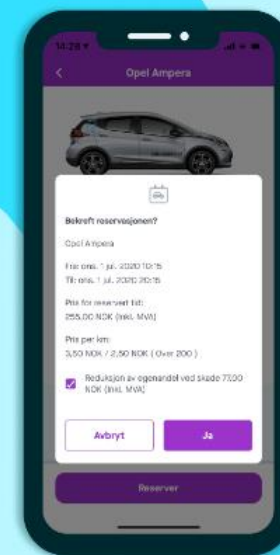 14:28
Opel Ampera
Bekreft reservasjonen?
Opel Ampera
Fra: ons. 1 jul. 2020 10:15
Til: ons. 1 jul. 2020 20:15
Pris for reservert tid:
255,00 NOK (Inkl. MVA)
Pris per km:
3,50 NOK / 2,50 NOK ( Over 200 )
Reduksjon av egenandel ved skade 77,00
NOK (Inkl. MVA)
Avbryt
Ja
Reserver